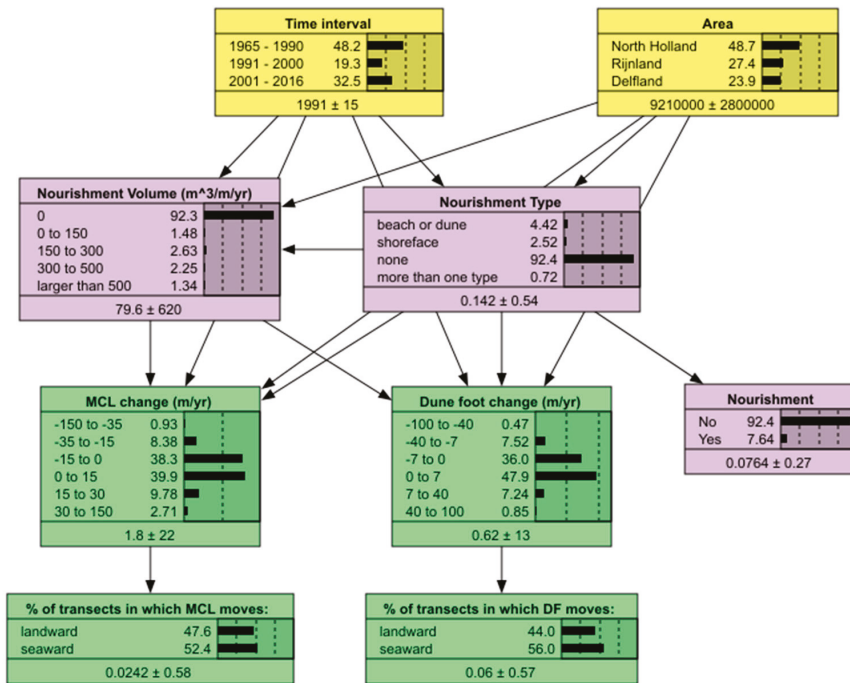 Time interval
1965 - 1990 48.2
1991 - 2000 19.3
2001 - 2016 32.5
1991 ± 15
Area
North Holland 48.7
Rijnland 27.4
Delfland 23.9
9210000 ± 2800000
Nourishment Volume (m^3/m/yr)
0 92.3
0 to 150 1.48
150 to 300 2.63
300 to 500 2.25
larger than 500 1.34
79.6 ± 620
Nourishment Type
beach or dune 4.42
shoreface 2.52
none 92.4
more than one type 0.72
0.142 ± 0.54
MCL change (m/yr)
-150 to -35 0.93
-35 to -15 8.38
-15 to 0 38.3
0 to 15 39.9
15 to 30 9.78
30 to 150 2.71
1.8 ± 22
Dune foot change (m/yr)
-100 to -40 0.47
-40 to -7 7.52
-7 to 0 36.0
0 to 7 47.9
7 to 40 7.24
40 to 100 0.85
0.62 ± 13
Nourishment
No 92.4
Yes 7.64
0.0764 ± 0.27
% of transects in which MCL moves:
landward 47.6
seaward 52.4
0.0242 ± 0.58
% of transects in which DF moves:
landward 44.0
seaward 56.0
0.06 ± 0.57